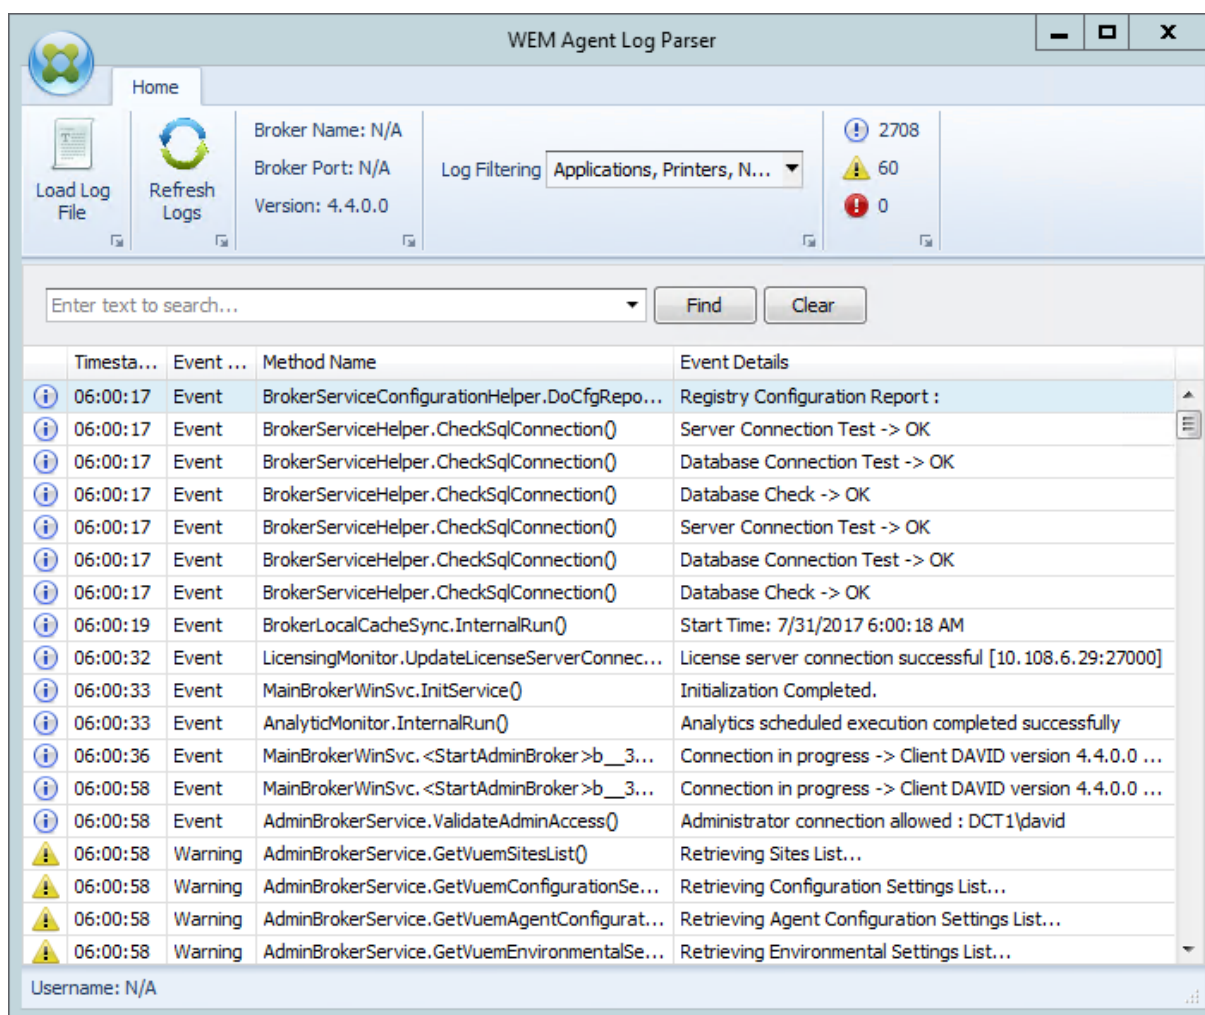 WEM Agent Log Parser
Home
Load Log
File
Refresh
Logs
Broker Name: N/A
Broker Port: N/A
Version: 4.4.0.0
Log Filtering Applications, Printers, N...
2708
60
0
Enter text to search... Find Clear
Timesta... Event ... Method Name Event Details
06:00:17 Event BrokerServiceConfigurationHelper.DoCfgRepo... Registry Configuration Report :
06:00:17 Event BrokerServiceHelper.CheckSqlConnection() Server Connection Test -> OK
06:00:17 Event BrokerServiceHelper.CheckSqlConnection() Database Connection Test -> OK
06:00:17 Event BrokerServiceHelper.CheckSqlConnection() Database Check -> OK
06:00:17 Event BrokerServiceHelper.CheckSqlConnection() Server Connection Test -> OK
06:00:17 Event BrokerServiceHelper.CheckSqlConnection() Database Connection Test -> OK
06:00:17 Event BrokerServiceHelper.CheckSqlConnection() Database Check -> OK
06:00:19 Event BrokerLocalCacheSync.InternalRun() Start Time: 7/31/2017 6:00:18 AM
06:00:32 Event LicensingMonitor.UpdateLicenseServerConnec... License server connection successful [10.108.6.29:27000]
06:00:33 Event MainBrokerWinSvc.InitService() Initialization Completed.
06:00:33 Event AnalyticMonitor.InternalRun() Analytics scheduled execution completed successfully
06:00:36 Event MainBrokerWinSvc.<StartAdminBroker>b__3... Connection in progress -> Client DAVID version 4.4.0.0 ...
06:00:58 Event MainBrokerWinSvc.<StartAdminBroker>b__3... Connection in progress -> Client DAVID version 4.4.0.0 ...
06:00:58 Event AdminBrokerService.ValidateAdminAccess() Administrator connection allowed : DCT1\david
06:00:58 Warning AdminBrokerService.GetVuemSitesList() Retrieving Sites List...
06:00:58 Warning AdminBrokerService.GetVuemConfigurationSe... Retrieving Configuration Settings List...
06:00:58 Warning AdminBrokerService.GetVuemAgentConfigurat... Retrieving Agent Configuration Settings List...
06:00:58 Warning AdminBrokerService.GetVuemEnvironmentalSe... Retrieving Environmental Settings List...
Username: N/A